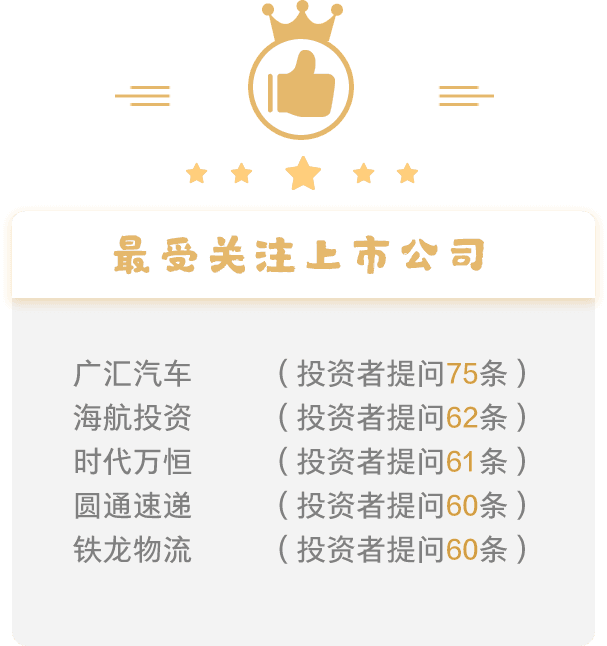 最受关注上市公司
广汇汽车 （投资者提问75条）
海航投资 （投资者提问62条）
时代万恒 （投资者提问61条）
圆通速递 （投资者提问60条）
铁龙物流 （投资者提问60条）